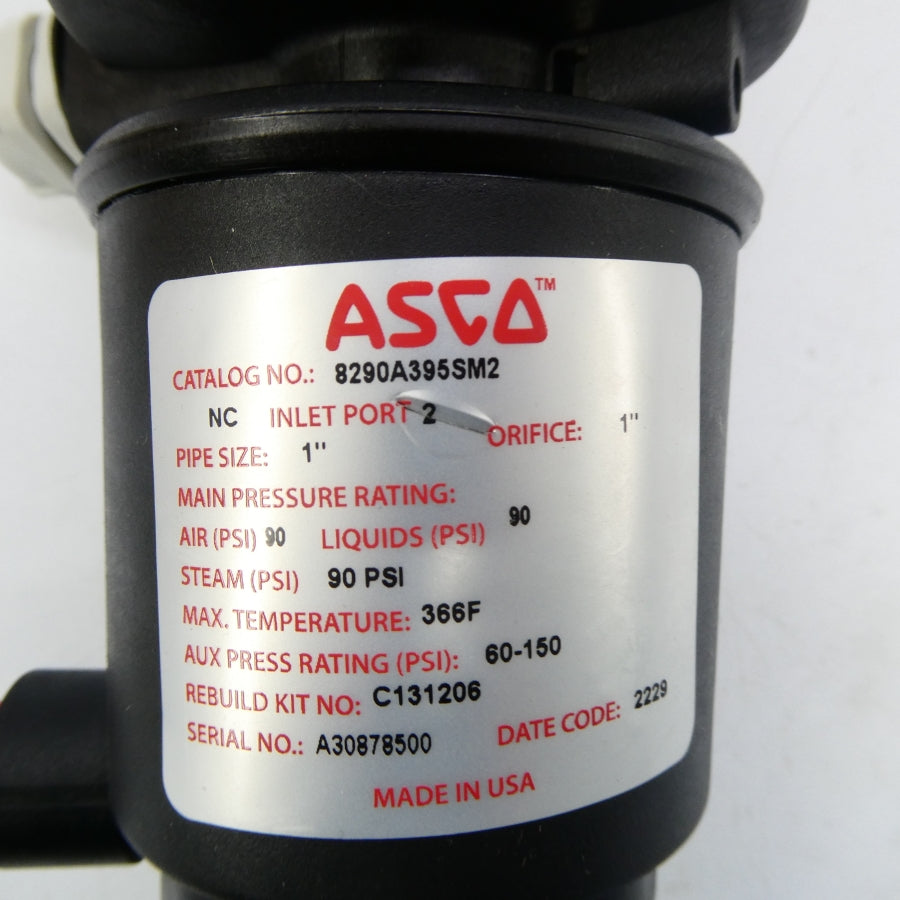 ASCO™
CATALOG NO.: 8290A395SM2
NC INLET PORT 2
PIPE SIZE: 1" ORIFICE: 1"
MAIN PRESSURE RATING:
AIR (PSI) 90 LIQUIDS (PSI) 90
STEAM (PSI) 90 PSI
MAX. TEMPERATURE: 366F
AUX PRESS RATING (PSI): 60-150
REBUILD KIT NO: C131206
SERIAL NO.: A30878500 DATE CODE: 2229
MADE IN USA